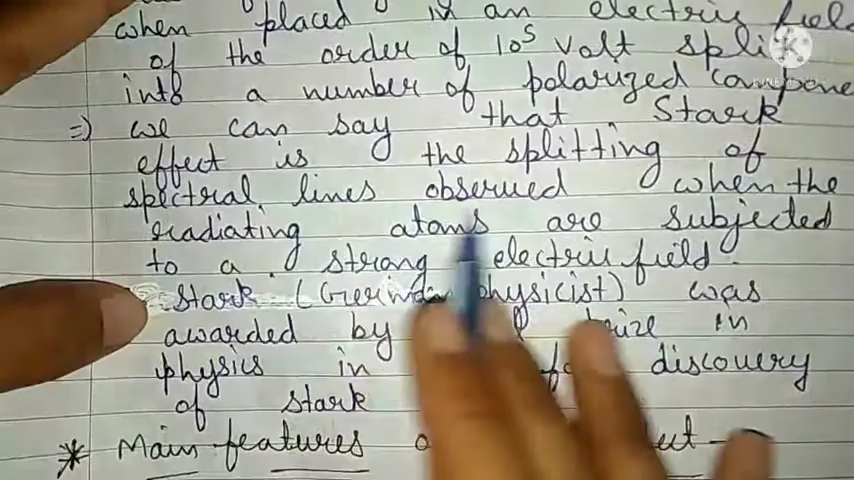 when placed in an electric field
of the order of 10⁵ volt split
into a number of polarized compone
=) we can say that Stark
effect is the splitting of
spectral lines observed when the
radiating atoms are subjected
to a strong electric field.
Stark (German physicist) was
awarded by prize in
physics in discovery
of stark
* Main features